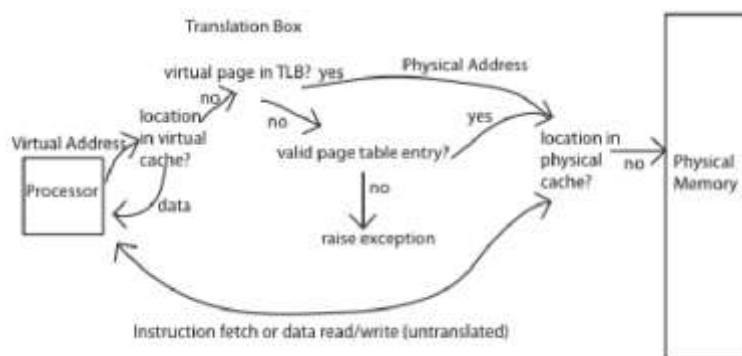 Translation Box
virtual page in TLB? yes
Physical Address
no
location
in virtual
cache?
no
yes
Virtual Address
valid page table entry?
location in
physical
cache?
no
Physical
Memory
Processor
data
no
raise exception
Instruction fetch or data read/write (untranslated)